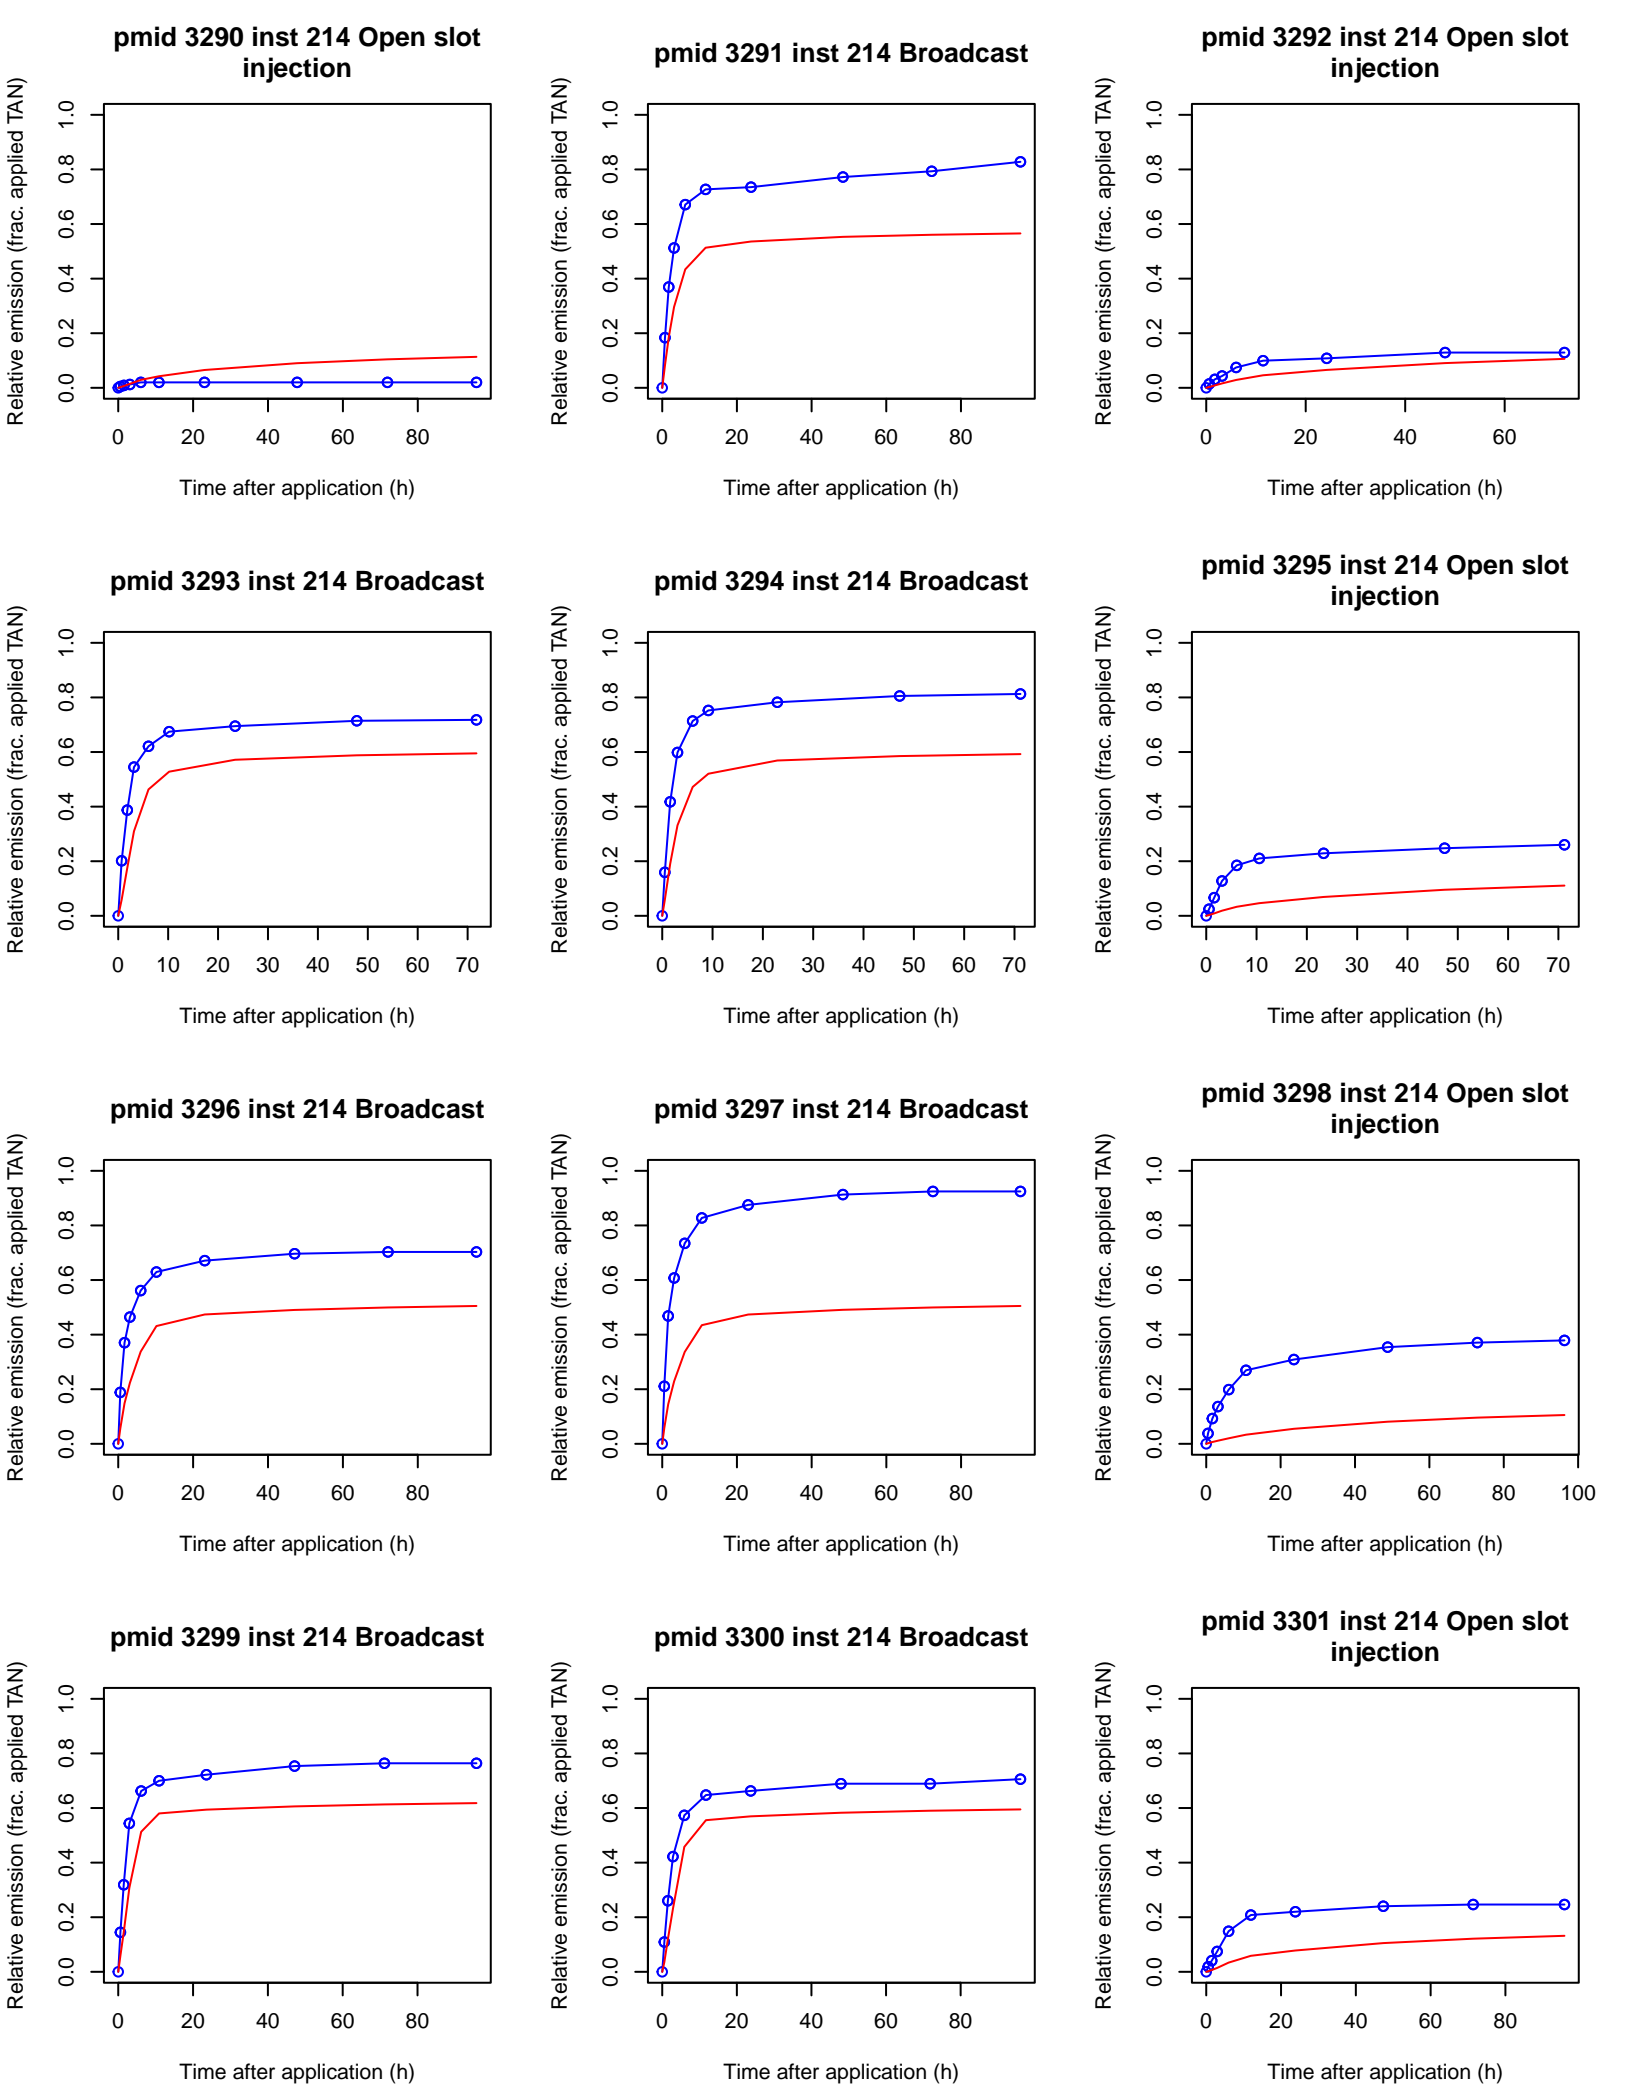 pmid 3290 inst 214 Open slot
injection
Relative emission (frac. applied TAN)
0.0 0.2 0.4 0.6 0.8 1.0
0 20 40 60 80
Time after application (h)
pmid 3291 inst 214 Broadcast
Relative emission (frac. applied TAN)
0.0 0.2 0.4 0.6 0.8 1.0
0 20 40 60 80
Time after application (h)
pmid 3292 inst 214 Open slot
injection
Relative emission (frac. applied TAN)
0.0 0.2 0.4 0.6 0.8 1.0
0 20 40 60
Time after application (h)
pmid 3293 inst 214 Broadcast
Relative emission (frac. applied TAN)
0.0 0.2 0.4 0.6 0.8 1.0
0 10 20 30 40 50 60 70
Time after application (h)
pmid 3294 inst 214 Broadcast
Relative emission (frac. applied TAN)
0.0 0.2 0.4 0.6 0.8 1.0
0 10 20 30 40 50 60 70
Time after application (h)
pmid 3295 inst 214 Open slot
injection
Relative emission (frac. applied TAN)
0.0 0.2 0.4 0.6 0.8 1.0
0 10 20 30 40 50 60 70
Time after application (h)
pmid 3296 inst 214 Broadcast
Relative emission (frac. applied TAN)
0.0 0.2 0.4 0.6 0.8 1.0
0 20 40 60 80
Time after application (h)
pmid 3297 inst 214 Broadcast
Relative emission (frac. applied TAN)
0.0 0.2 0.4 0.6 0.8 1.0
0 20 40 60 80
Time after application (h)
pmid 3298 inst 214 Open slot
injection
Relative emission (frac. applied TAN)
0.0 0.2 0.4 0.6 0.8 1.0
0 20 40 60 80 100
Time after application (h)
pmid 3299 inst 214 Broadcast
Relative emission (frac. applied TAN)
0.0 0.2 0.4 0.6 0.8 1.0
0 20 40 60 80
Time after application (h)
pmid 3300 inst 214 Broadcast
Relative emission (frac. applied TAN)
0.0 0.2 0.4 0.6 0.8 1.0
0 20 40 60 80
Time after application (h)
pmid 3301 inst 214 Open slot
injection
Relative emission (frac. applied TAN)
0.0 0.2 0.4 0.6 0.8 1.0
0 20 40 60 80
Time after application (h)